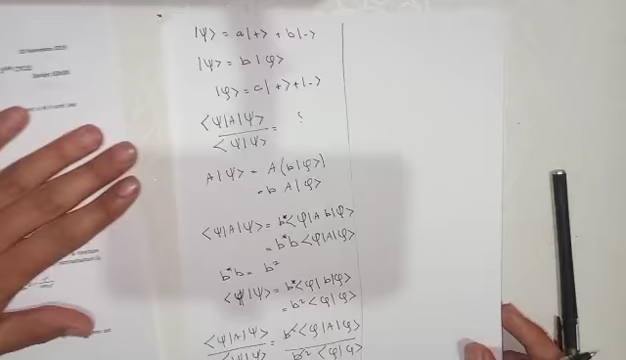 |ψ> = a|+> + b|->
|ψ> = b|φ>
|φ> = c|+>+|->
<ψ|A|ψ>
<ψ|ψ> = ?
A|ψ> = A(b|φ>)
= b A|φ>
<ψ|A|ψ> = b*<φ|A b|φ>
= b*b<φ|A|φ>
b*b = b²
<ψ|ψ> = b*<φ|b|φ>
= b²<φ|φ>
<ψ|A|ψ> = b²<φ|A|φ>
<ψ|ψ> b²<φ|φ>